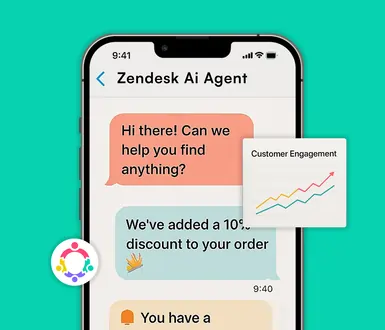 9:41
Zendesk Ai Agent
Hi there! Can we
help you find
anything?
Customer Engagement
We've added a 10%
discount to your order
9:40
You have a